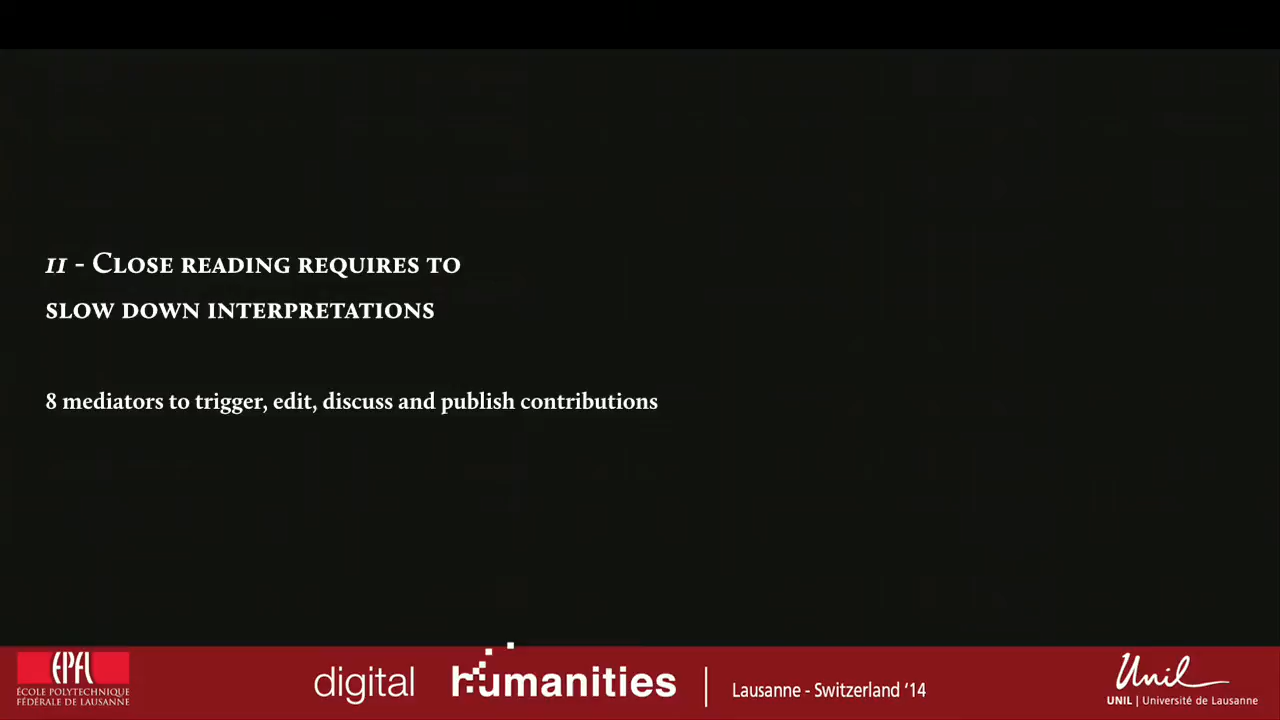 11 - Close reading requires to
slow down interpretations
8 mediators to trigger, edit, discuss and publish contributions
EPFL
ÉCOLE POLYTECHNIQUE
FÉDÉRALE DE LAUSANNE
digital humanities | Lausanne - Switzerland '14
Unil
UNIL | Université de Lausanne